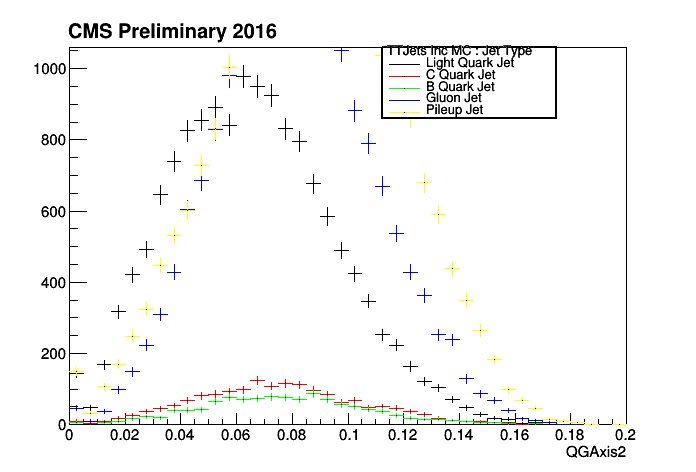 CMS Preliminary 2016
TTJets Inc MC : Jet Type
Light Quark Jet
C Quark Jet
B Quark Jet
Gluon Jet
Pileup Jet
1000
800
600
400
200
0
0 0.02 0.04 0.06 0.08 0.1 0.12 0.14 0.16 0.18 0.2
QGAxis2